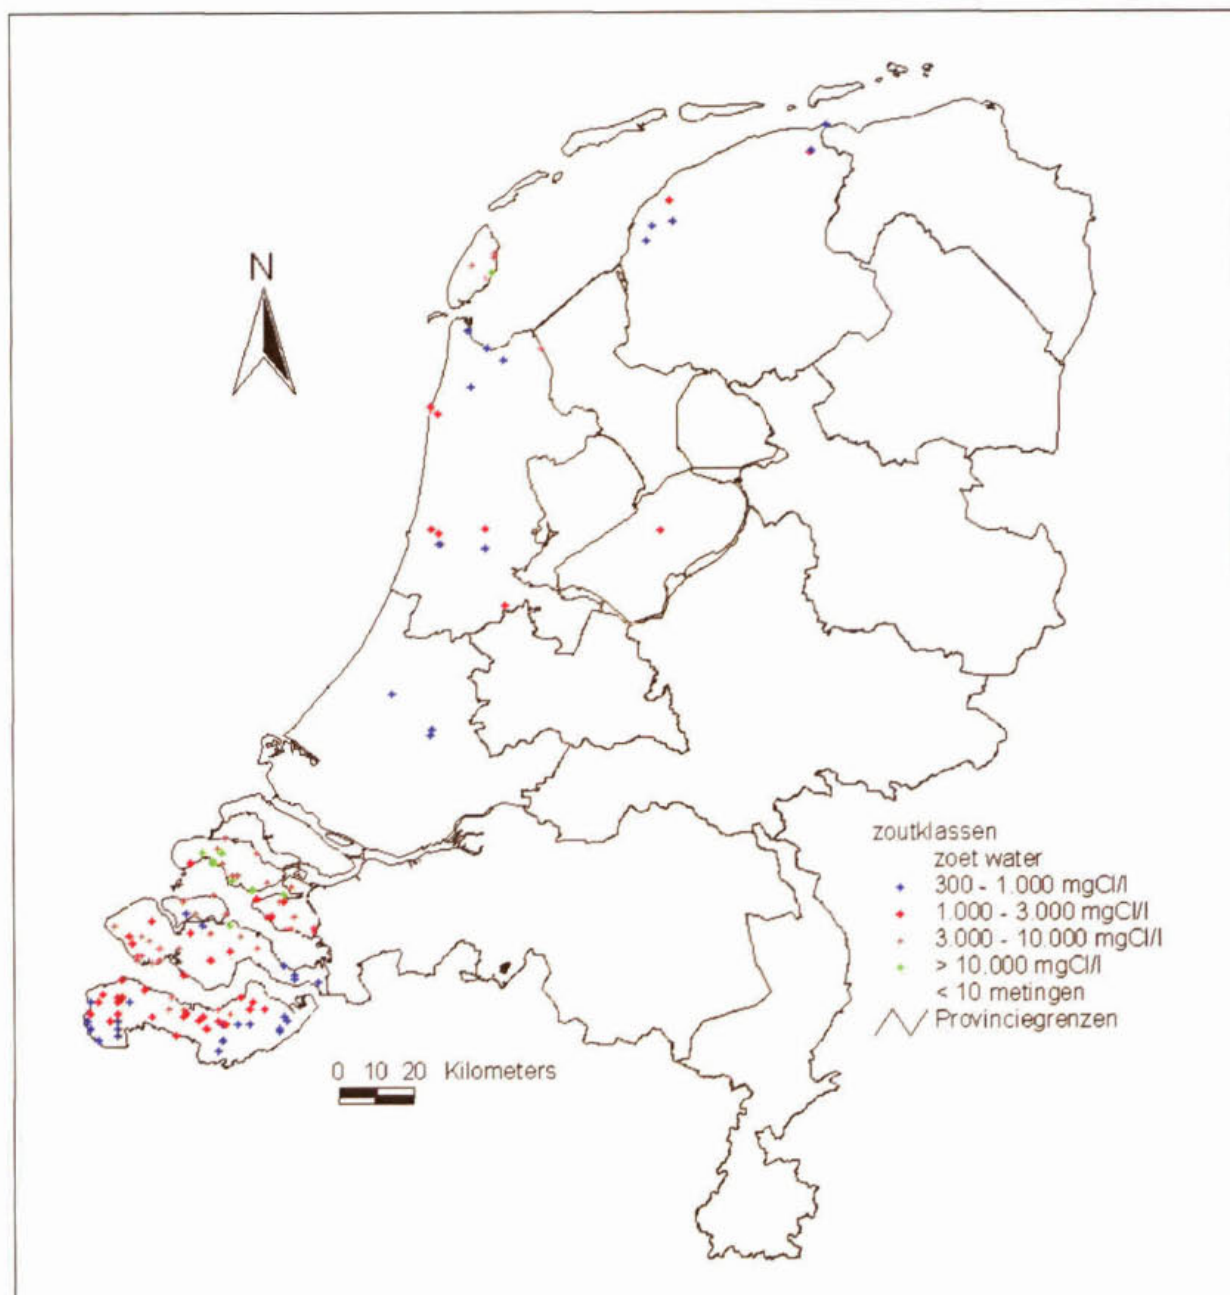 N
zoutklassen
zoet water
300 - 1.000 mgCl/l
1.000 - 3.000 mgCl/l
3.000 - 10.000 mgCl/l
> 10.000 mgCl/l
< 10 metingen
Provinciegrenzen
0 10 20 Kilometers